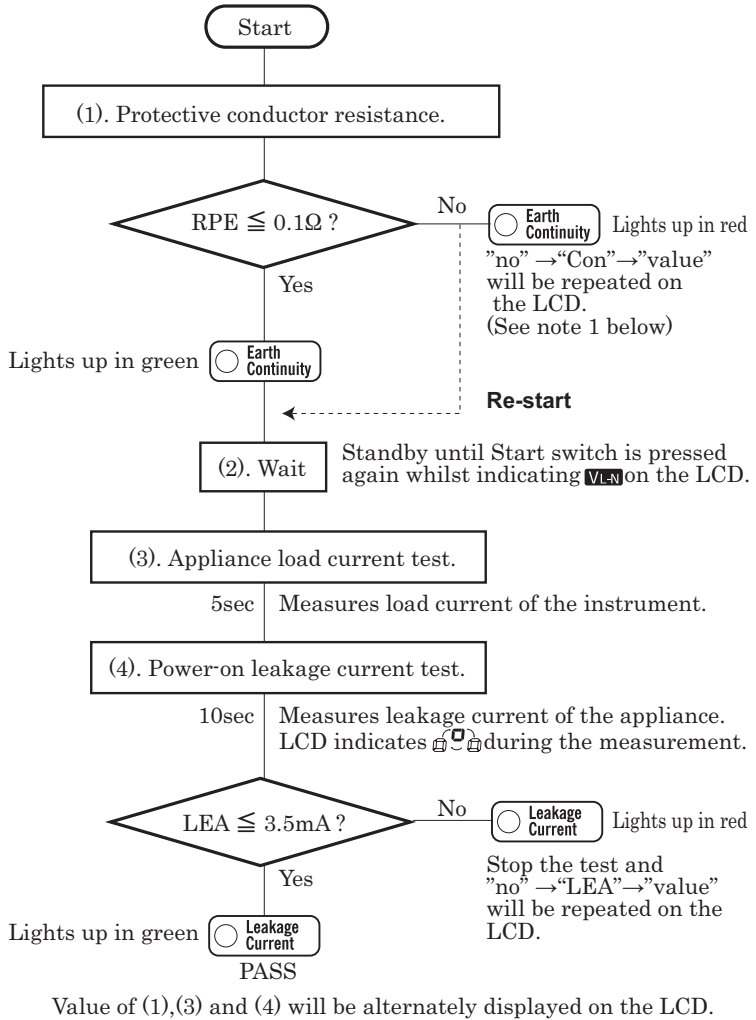 Start
(1). Protective conductor resistance.
RPE ≦ 0.1Ω ?
No
Earth
Continuity
Lights up in red
"no" →“Con”→"value"
will be repeated on
the LCD.
(See note 1 below)
Yes
Lights up in green
Earth
Continuity
Re-start
(2). Wait
Standby until Start switch is pressed
again whilst indicating VL-N on the LCD.
(3). Appliance load current test.
5sec
Measures load current of the instrument.
(4). Power-on leakage current test.
10sec
Measures leakage current of the appliance.
LCD indicates during the measurement.
LEA ≦ 3.5mA ?
No
Leakage
Current
Lights up in red
Stop the test and
"no" →“LEA”→"value"
will be repeated on the
LCD.
Yes
Lights up in green
Leakage
Current
PASS
Value of (1),(3) and (4) will be alternately displayed on the LCD.